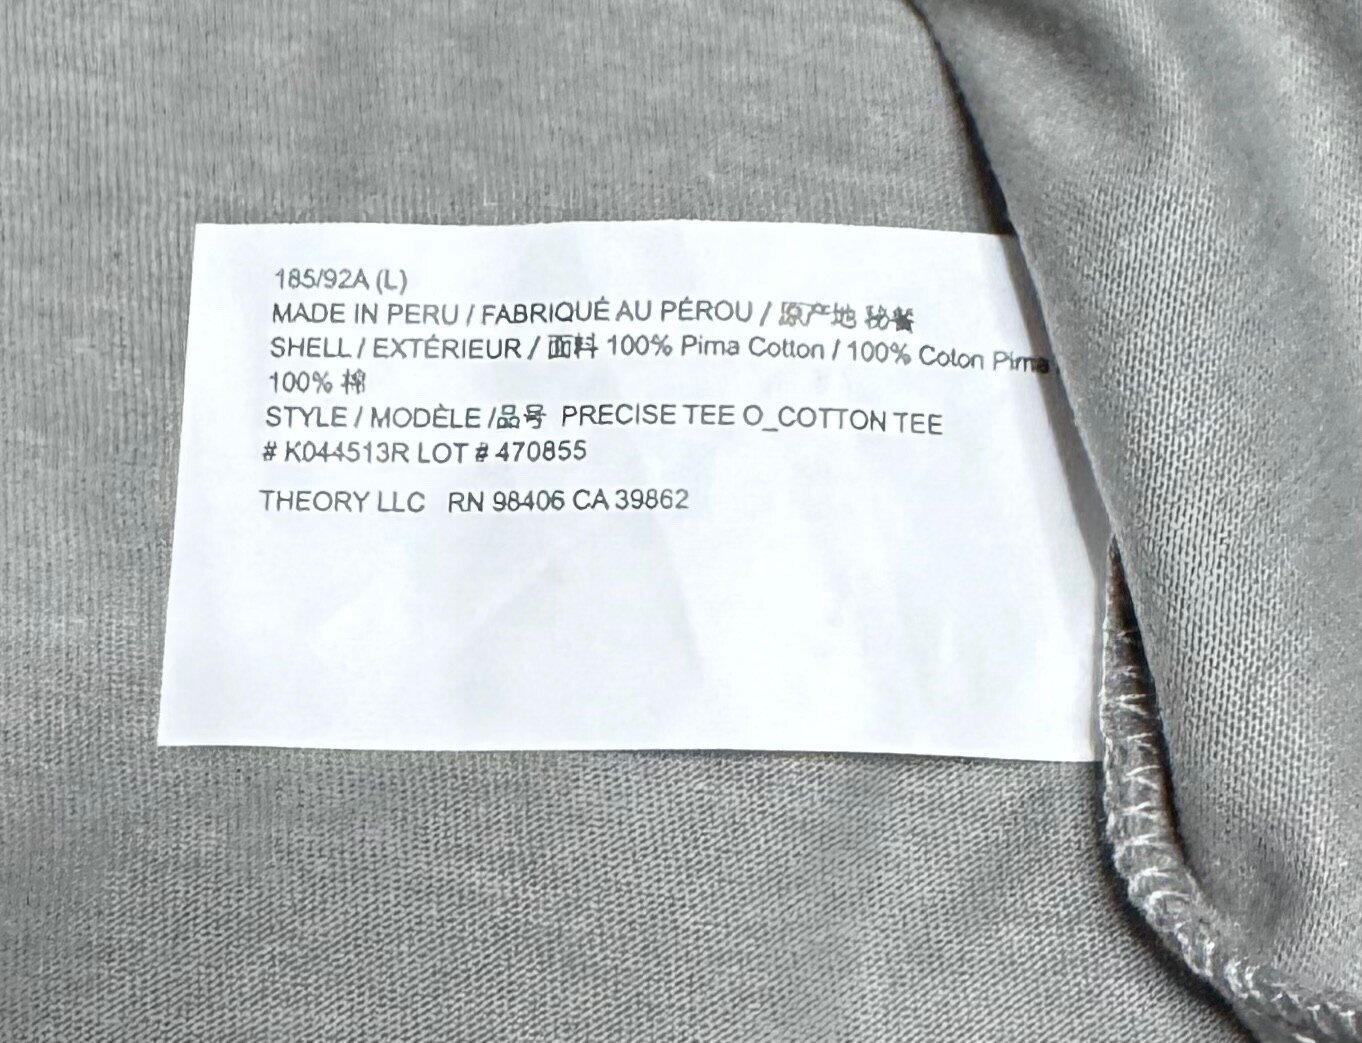 185/92A (L)
MADE IN PERU / FABRIQUÉ AU PÉROU / 原产地 秘鲁
SHELL / EXTÉRIEUR / 面料 100% Pima Cotton / 100% Coton Pima
100% 棉
STYLE / MODÈLE /品号 PRECISE TEE O_COTTON TEE
# K044513R LOT # 470855
THEORY LLC RN 98406 CA 39862